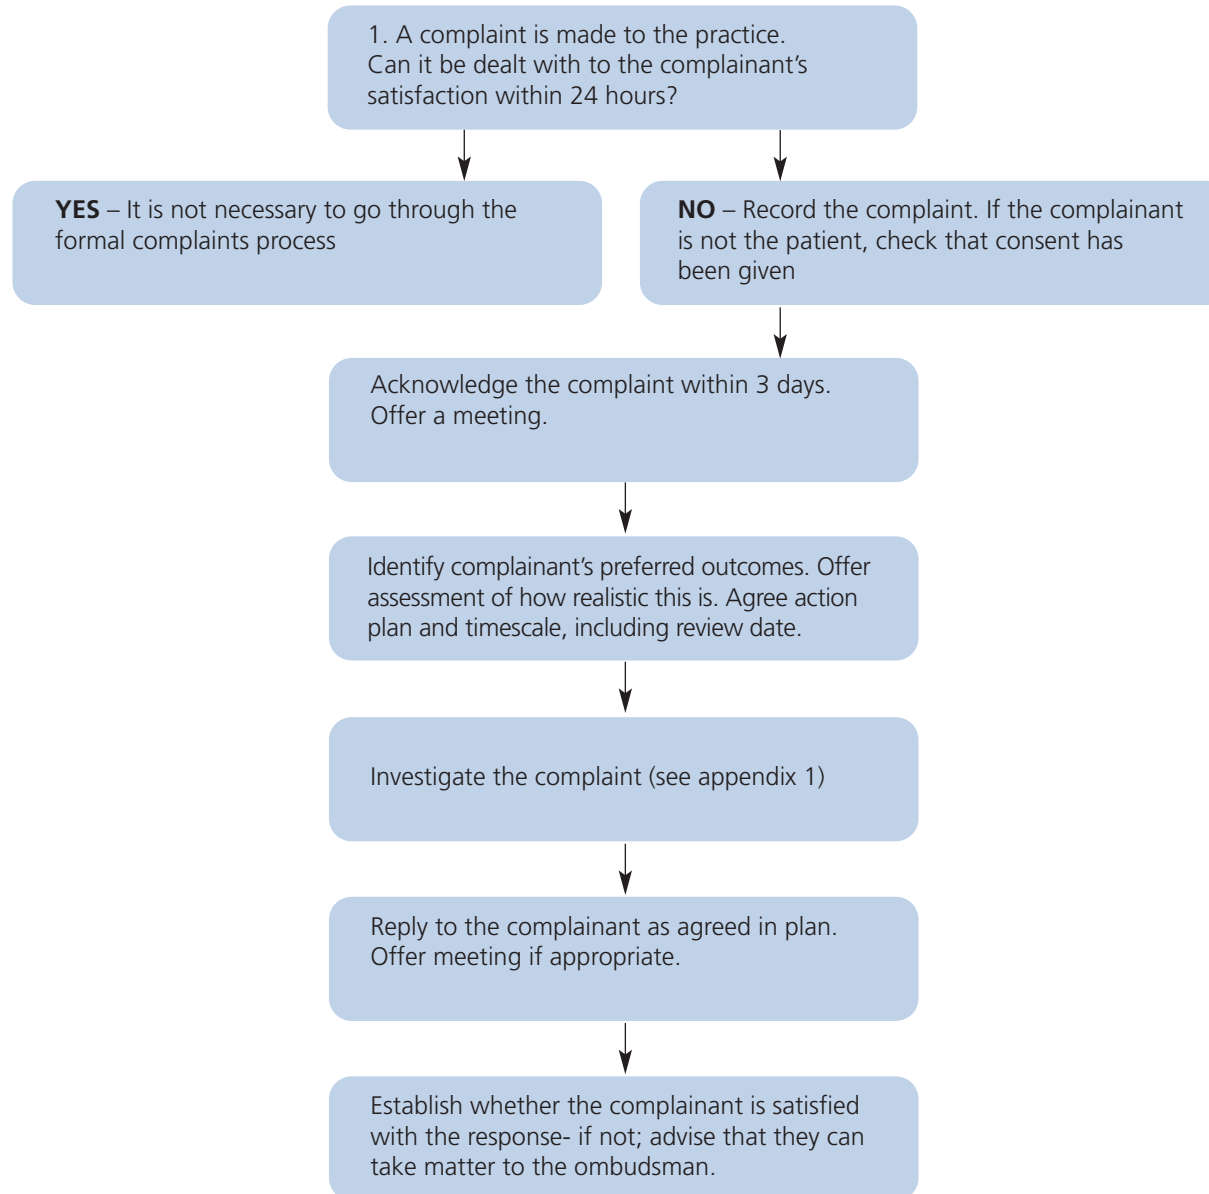 1. A complaint is made to the practice.
Can it be dealt with to the complainant’s
satisfaction within 24 hours?
YES – It is not necessary to go through the
formal complaints process
NO – Record the complaint. If the complainant
is not the patient, check that consent has
been given
Acknowledge the complaint within 3 days.
Offer a meeting.
Identify complainant’s preferred outcomes. Offer
assessment of how realistic this is. Agree action
plan and timescale, including review date.
Investigate the complaint (see appendix 1)
Reply to the complainant as agreed in plan.
Offer meeting if appropriate.
Establish whether the complainant is satisfied
with the response- if not; advise that they can
take matter to the ombudsman.